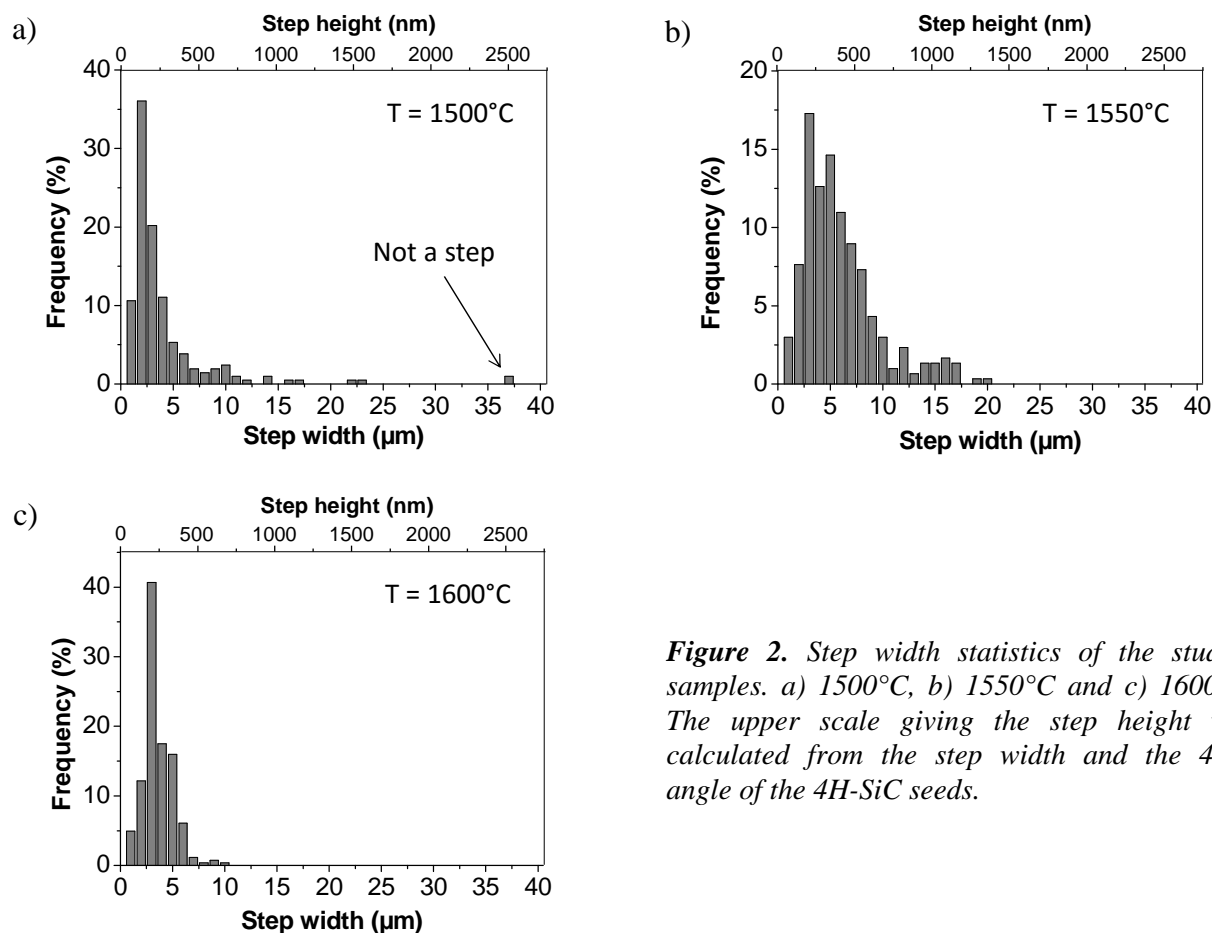 a)
Step height (nm)
0 500 1000 1500 2000 2500
40
30
20
10
0
Frequency (%)
T = 1500°C
Not a step
0 5 10 15 20 25 30 35 40
Step width (µm)
b)
Step height (nm)
0 500 1000 1500 2000 2500
20
15
10
5
0
Frequency (%)
T = 1550°C
0 5 10 15 20 25 30 35 40
Step width (µm)
c)
Step height (nm)
0 500 1000 1500 2000 2500
40
30
20
10
0
Frequency (%)
T = 1600°C
0 5 10 15 20 25 30 35 40
Step width (µm)
Figure 2. Step width statistics of the stud
samples. a) 1500°C, b) 1550°C and c) 1600
The upper scale giving the step height
calculated from the step width and the 4
angle of the 4H-SiC seeds.